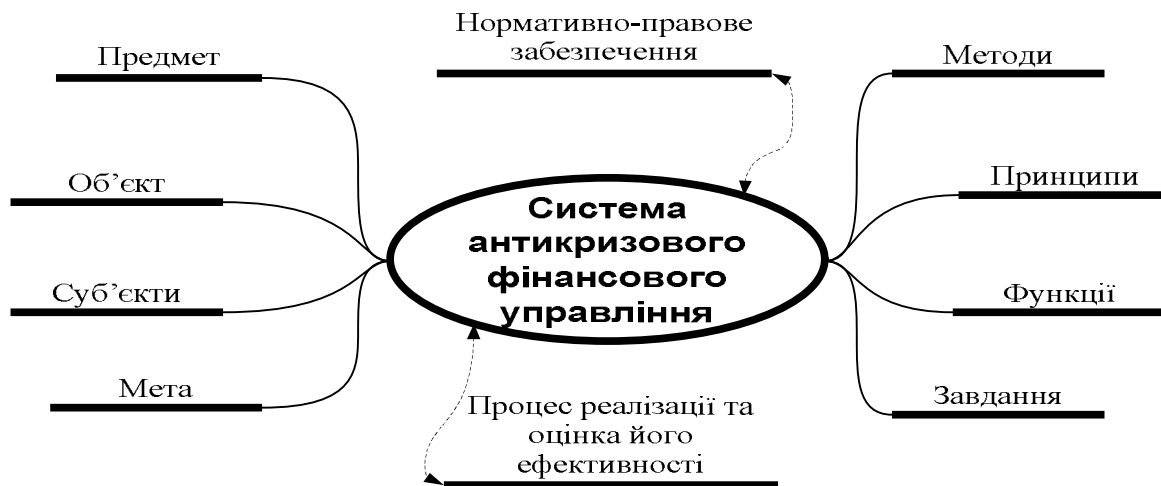 Предмет
Нормативно-правове
забезпечення
Методи
Об’єкт
Принципи
Система
антикризового
фінансового
управління
Суб’єкти
Функції
Мета
Завдання
Процес реалізації та
оцінка його
ефективності